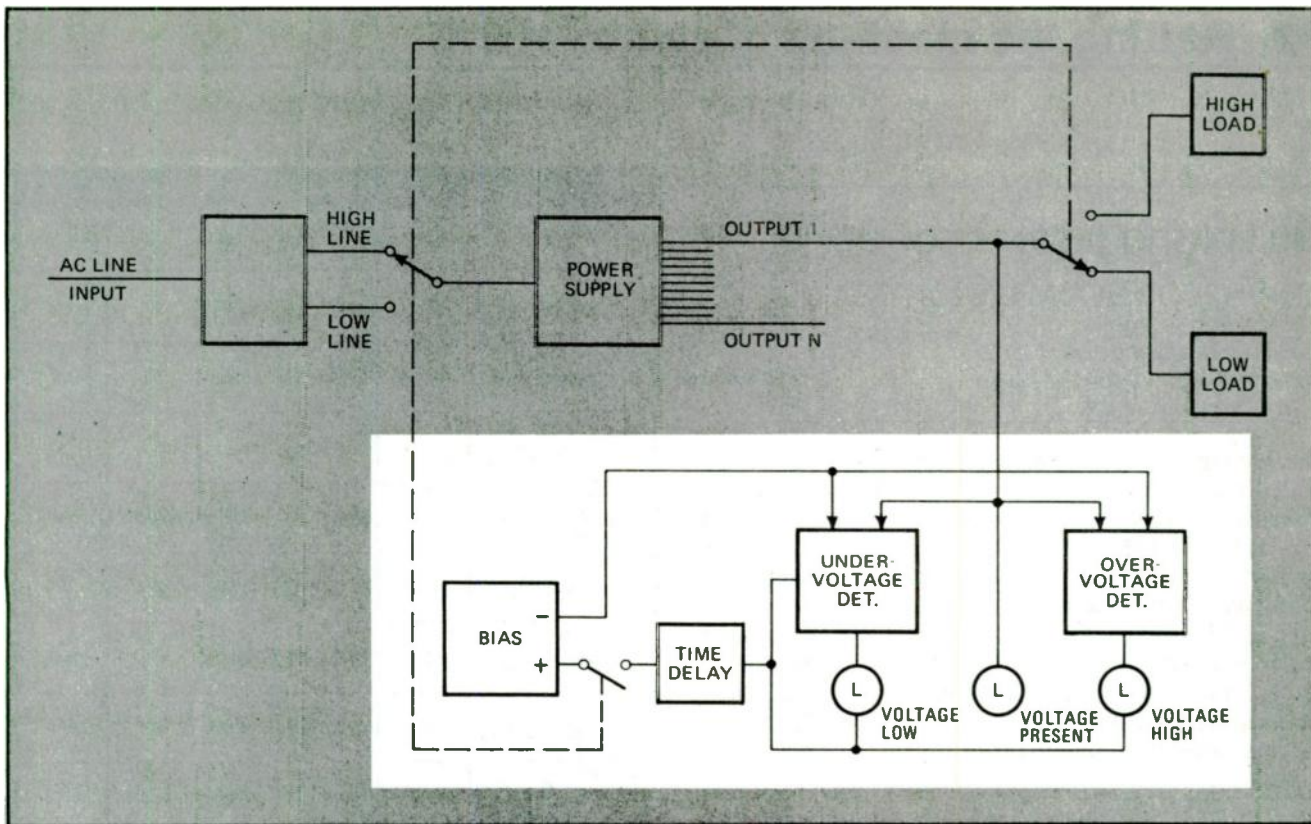 HIGH
LOAD
AC LINE
INPUT
HIGH
LINE
LOW
LINE
POWER
SUPPLY
OUTPUT 1
OUTPUT N
LOW
LOAD
BIAS
-
+
TIME
DELAY
UNDER-
VOLTAGE
DET.
OVER-
VOLTAGE
DET.
L
VOLTAGE
LOW
L
VOLTAGE
PRESENT
L
VOLTAGE
HIGH